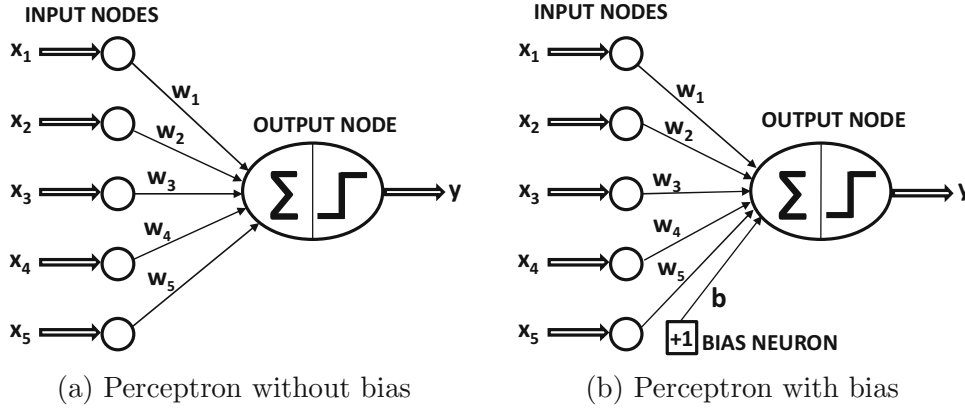 INPUT NODES
x1
w1
x2
w2
OUTPUT NODE
x3
w3
∑
y
x4
w4
w5
x5
(a) Perceptron without bias
INPUT NODES
x1
w1
x2
w2
OUTPUT NODE
x3
w3
∑
y
x4
w4
w5
b
x5
+1 BIAS NEURON
(b) Perceptron with bias